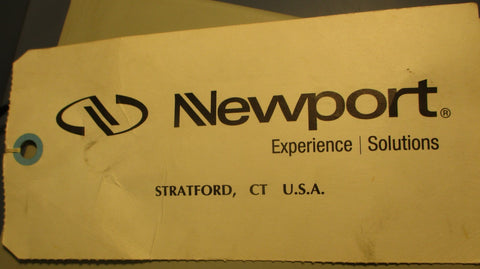 Newport®
Experience | Solutions
STRATFORD, CT U.S.A.